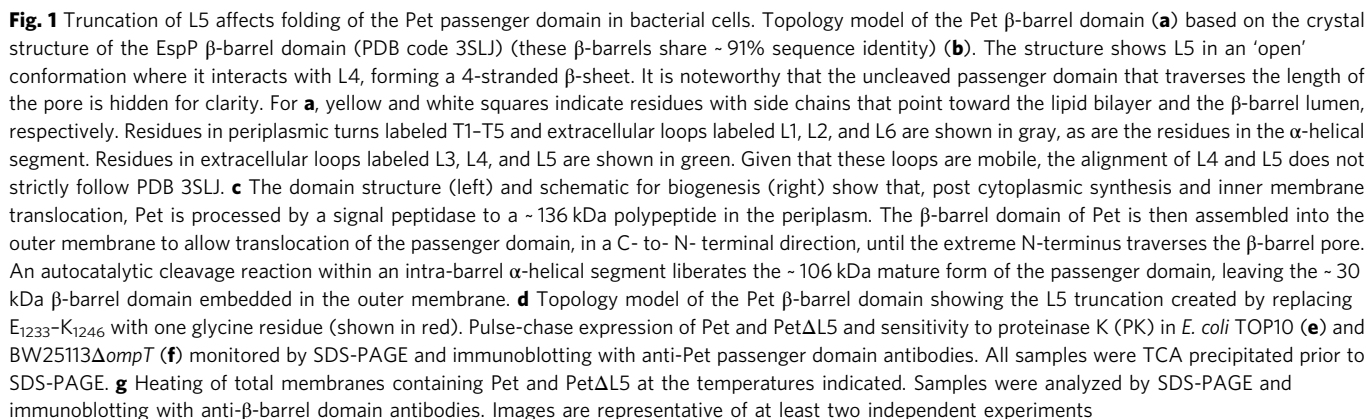 Fig. 1 Truncation of L5 affects folding of the Pet passenger domain in bacterial cells. Topology model of the Pet β-barrel domain (a) based on the crystal
structure of the EspP β-barrel domain (PDB code 3SLJ) (these β-barrels share ~ 91% sequence identity) (b). The structure shows L5 in an ‘open’
conformation where it interacts with L4, forming a 4-stranded β-sheet. It is noteworthy that the uncleaved passenger domain that traverses the length of
the pore is hidden for clarity. For a, yellow and white squares indicate residues with side chains that point toward the lipid bilayer and the β-barrel lumen,
respectively. Residues in periplasmic turns labeled T1–T5 and extracellular loops labeled L1, L2, and L6 are shown in gray, as are the residues in the α-helical
segment. Residues in extracellular loops labeled L3, L4, and L5 are shown in green. Given that these loops are mobile, the alignment of L4 and L5 does not
strictly follow PDB 3SLJ. c The domain structure (left) and schematic for biogenesis (right) show that, post cytoplasmic synthesis and inner membrane
translocation, Pet is processed by a signal peptidase to a ~ 136 kDa polypeptide in the periplasm. The β-barrel domain of Pet is then assembled into the
outer membrane to allow translocation of the passenger domain, in a C- to- N- terminal direction, until the extreme N-terminus traverses the β-barrel pore.
An autocatalytic cleavage reaction within an intra-barrel α-helical segment liberates the ~ 106 kDa mature form of the passenger domain, leaving the ~ 30
kDa β-barrel domain embedded in the outer membrane. d Topology model of the Pet β-barrel domain showing the L5 truncation created by replacing
E1233–K1246 with one glycine residue (shown in red). Pulse-chase expression of Pet and PetΔL5 and sensitivity to proteinase K (PK) in E. coli TOP10 (e) and
BW25113ΔompT (f) monitored by SDS-PAGE and immunoblotting with anti-Pet passenger domain antibodies. All samples were TCA precipitated prior to
SDS-PAGE. g Heating of total membranes containing Pet and PetΔL5 at the temperatures indicated. Samples were analyzed by SDS-PAGE and
immunoblotting with anti-β-barrel domain antibodies. Images are representative of at least two independent experiments